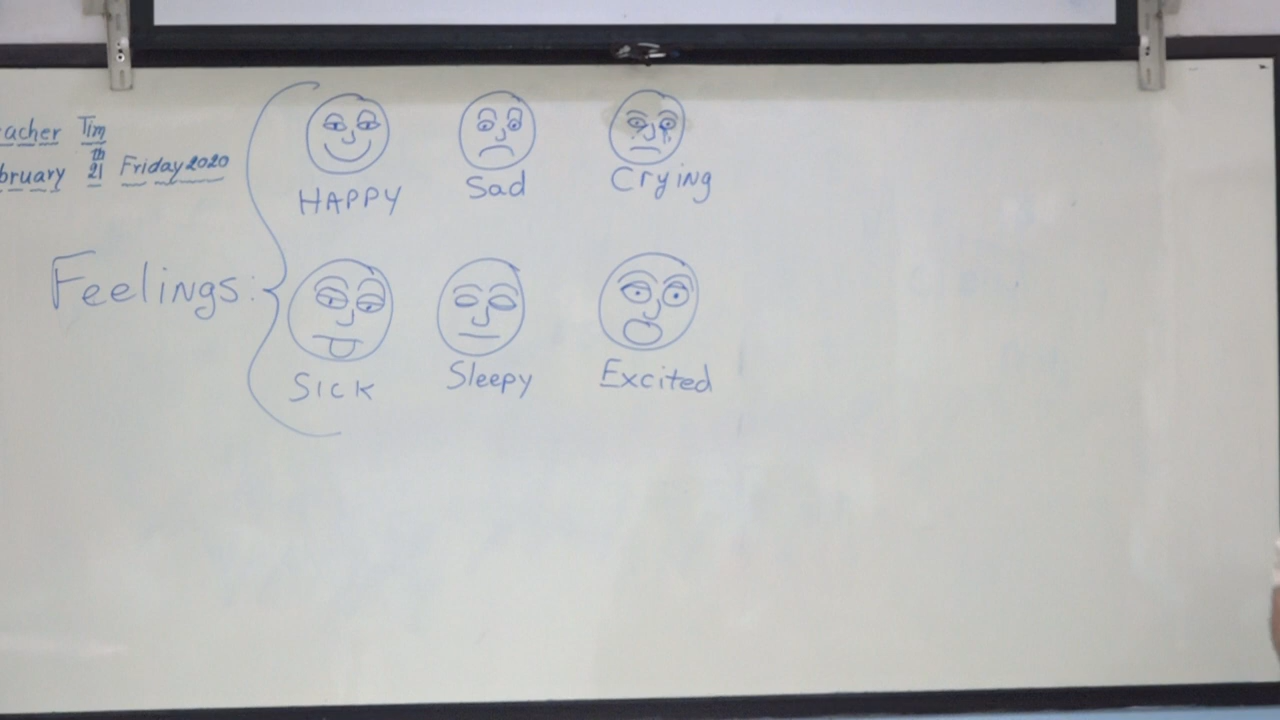 eacher Tim
bruary 21th Friday 2020
Feelings:
HAPPY Sad Crying
SICK Sleepy Excited